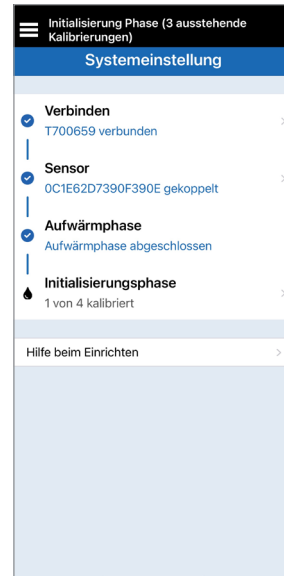 Initialisierung Phase (3 ausstehende
Kalibrierungen)
Systemeinstellung
Verbinden
T700659 verbunden
Sensor
0C1E62D7390F390E gekoppelt
Aufwärmphase
Aufwärmphase abgeschlossen
Initialisierungsphase
1 von 4 kalibriert
Hilfe beim Einrichten